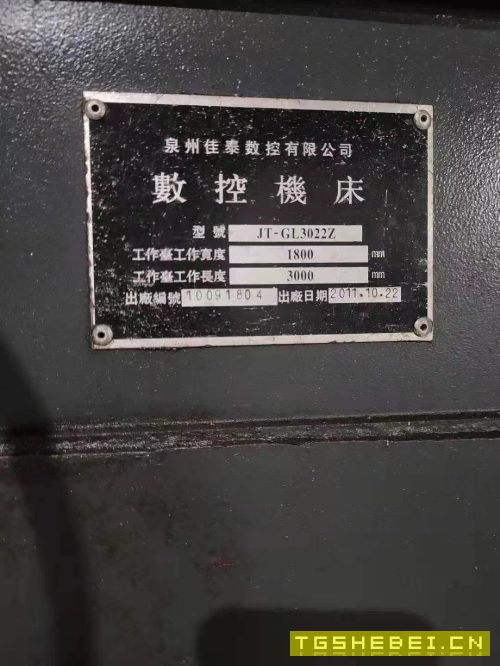 泉州佳泰数控有限公司
數控機床
型號 JT-GL3022Z
工作臺工作寬度 1800 mm
工作臺工作長度 3000 mm
出廠編號 10091804 出廠日期 2011.10.22
TGSHEBEI.CN